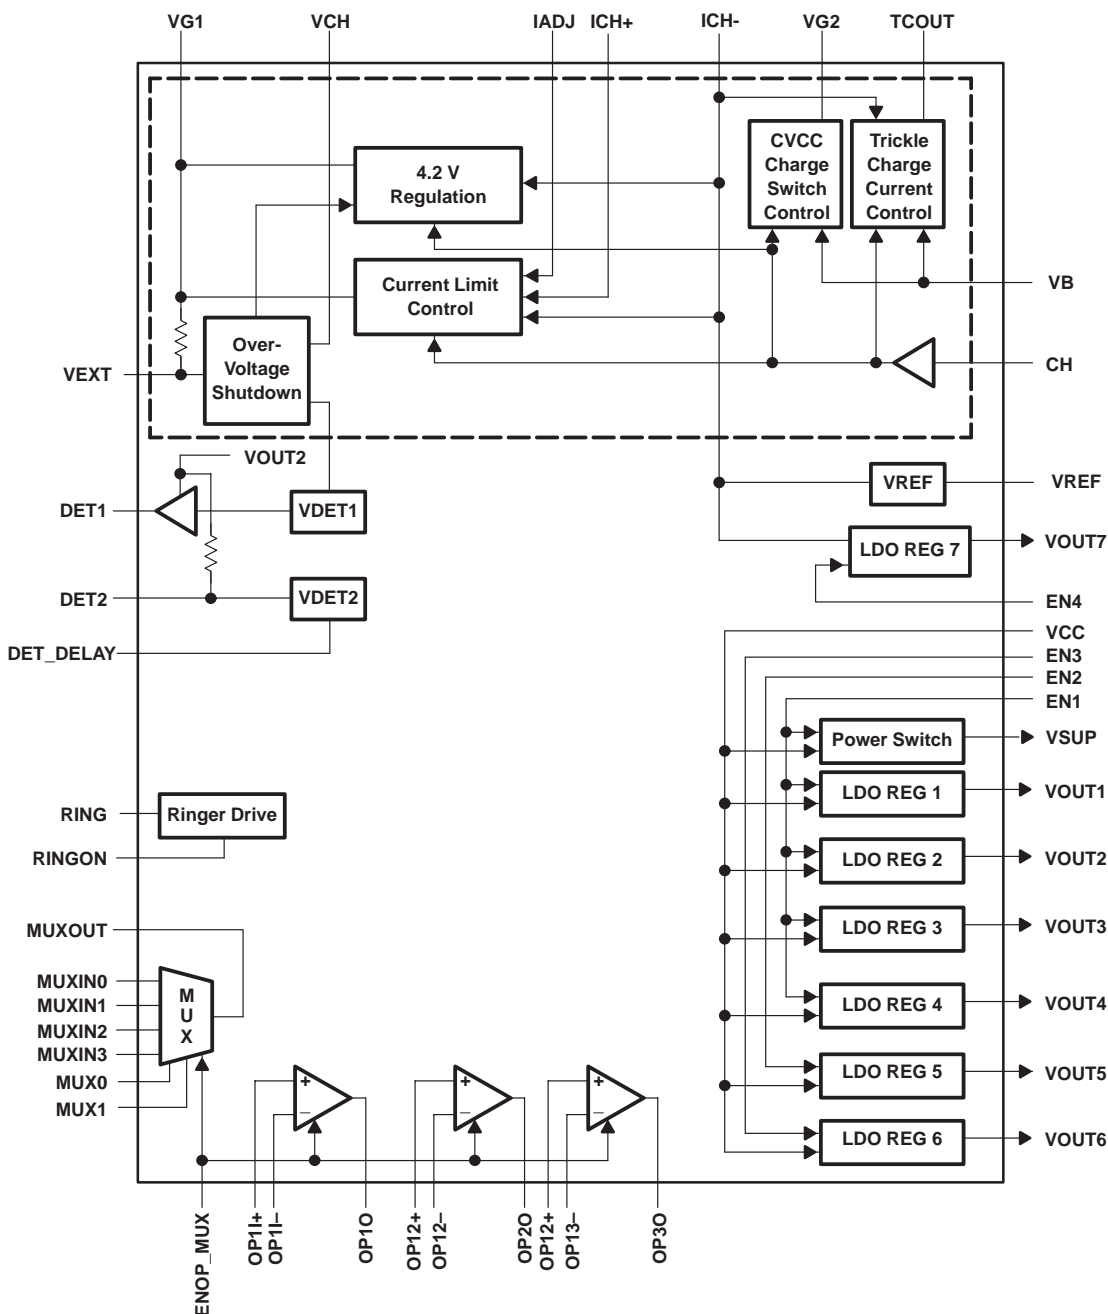 VG1
VCH
IADJ
ICH+
ICH-
VG2
TCOUT
4.2 V
Regulation
CVCC
Charge
Switch
Control
Trickle
Charge
Current
Control
Current Limit
Control
VB
Over-
Voltage
Shutdown
VEXT
CH
VOUT2
DET1
VDET1
VREF
VREF
LDO REG 7
VOUT7
DET2
VDET2
EN4
DET_DELAY
VCC
EN3
EN2
EN1
Power Switch
VSUP
LDO REG 1
VOUT1
RING
Ringer Drive
RINGON
LDO REG 2
VOUT2
LDO REG 3
VOUT3
MUXOUT
MUXIN0
MUXIN1
MUXIN2
MUXIN3
MUX0
MUX1
MUX
LDO REG 4
VOUT4
LDO REG 5
VOUT5
LDO REG 6
VOUT6
+
–
+
–
+
–
ENOP_MUX
OP1I+
OP1I–
OP1O
OP12+
OP12–
OP2O
OP12+
OP13–
OP3O